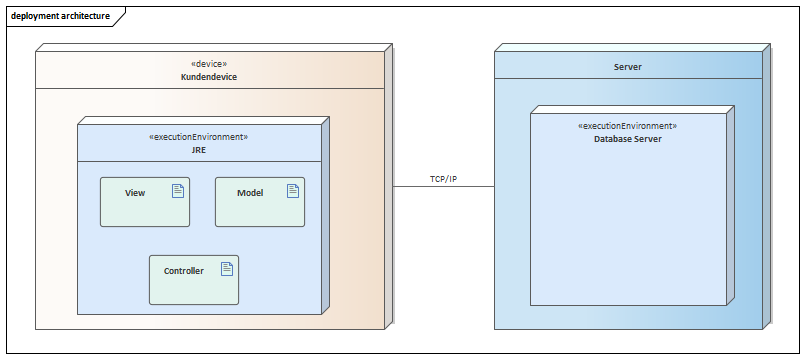 deployment architecture
«device»
Kundendevice
«executionEnvironment»
JRE
View
Model
Controller
TCP/IP
Server
«executionEnvironment»
Database Server